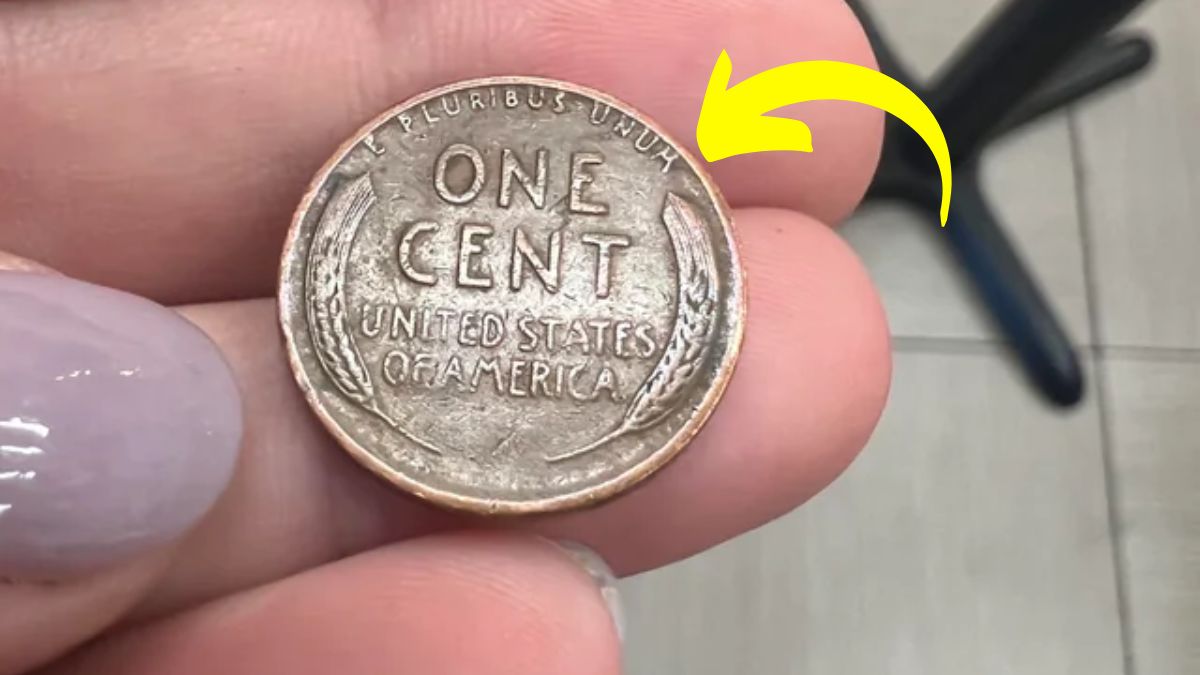 E PLURIBUS UNUM
ONE
CENT
UNITED STATES
OF AMERICA